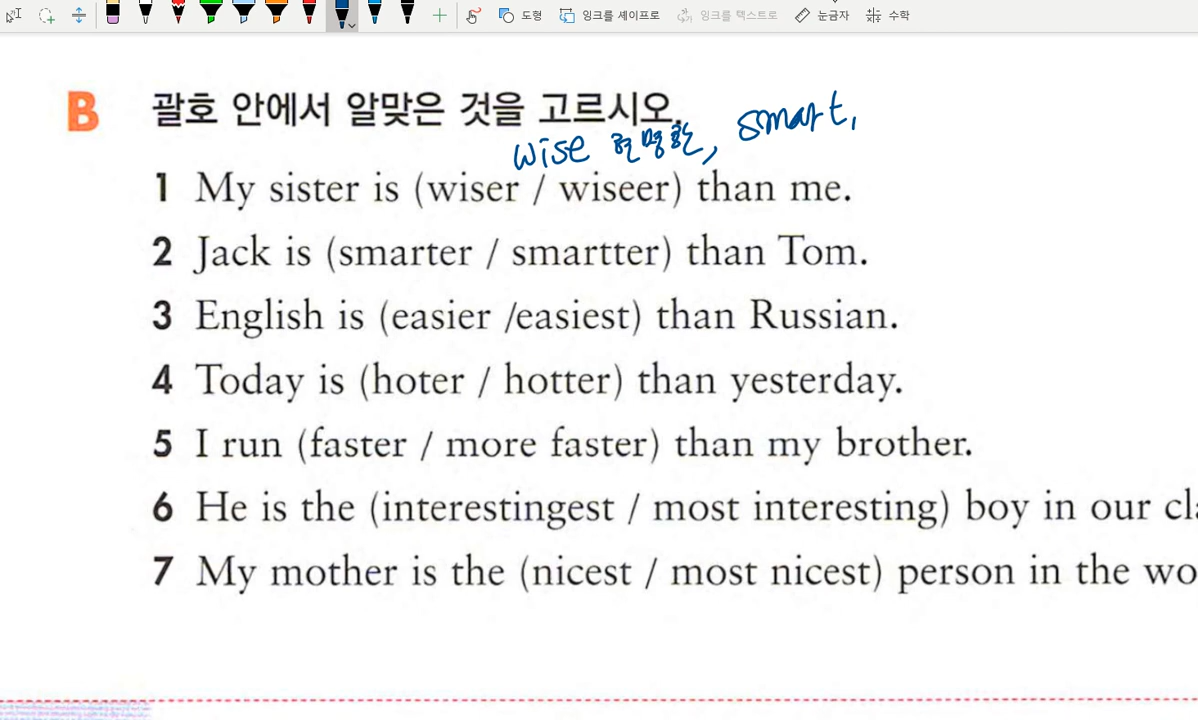 도형 잉크를 셰이프로 잉크를 텍스트로 눈금자 수학
B 괄호 안에서 알맞은 것을 고르시오.
wise 현명한, smart,
1 My sister is (wiser / wiseer) than me.
2 Jack is (smarter / smartter) than Tom.
3 English is (easier /easiest) than Russian.
4 Today is (hoter / hotter) than yesterday.
5 I run (faster / more faster) than my brother.
6 He is the (interestingest / most interesting) boy in our cla
7 My mother is the (nicest / most nicest) person in the wo